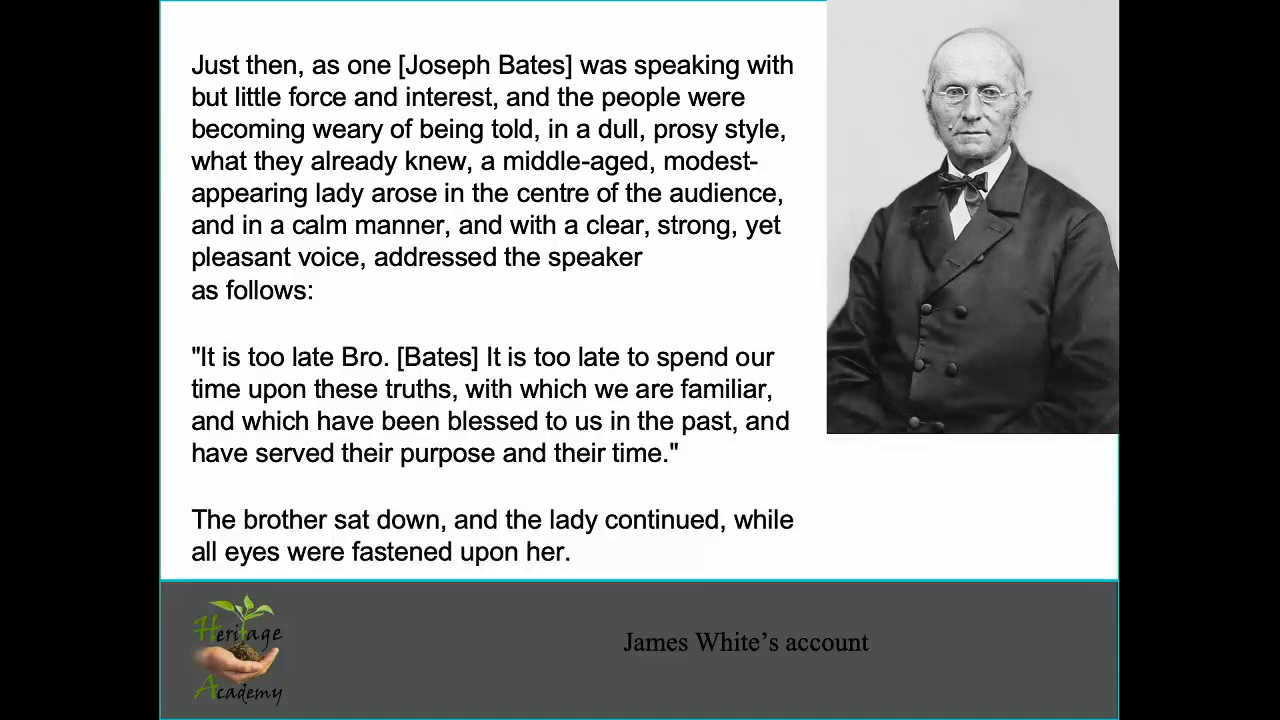 Just then, as one [Joseph Bates] was speaking with
but little force and interest, and the people were
becoming weary of being told, in a dull, prosy style,
what they already knew, a middle-aged, modest-
appearing lady arose in the centre of the audience,
and in a calm manner, and with a clear, strong, yet
pleasant voice, addressed the speaker
as follows:
"It is too late Bro. [Bates] It is too late to spend our
time upon these truths, with which we are familiar,
and which have been blessed to us in the past, and
have served their purpose and their time."
The brother sat down, and the lady continued, while
all eyes were fastened upon her.
Heritage
Academy
James White’s account